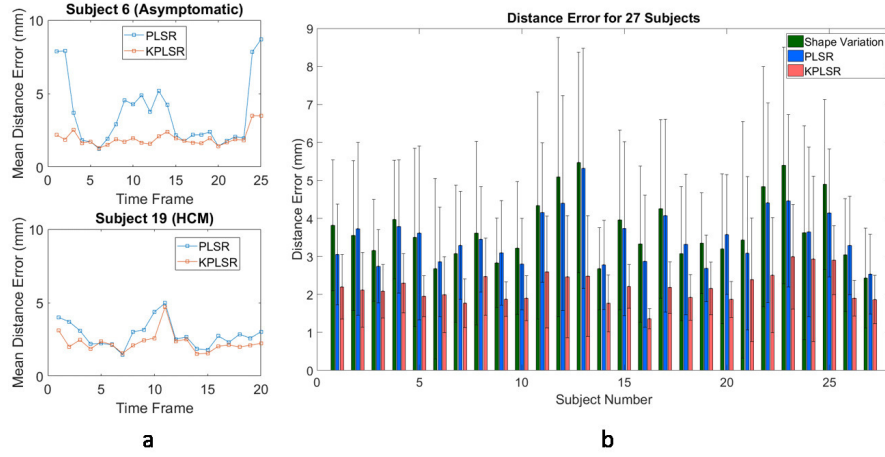 Subject 6 (Asymptomatic)
Mean Distance Error (mm)
10
5
0
PLSR
KPLSR
0 5 10 15 20 25
Time Frame
Subject 19 (HCM)
Mean Distance Error (mm)
10
5
0
PLSR
KPLSR
0 5 10 15 20
Time Frame
a
Distance Error for 27 Subjects
Distance Error (mm)
9
8
7
6
5
4
3
2
1
0
Shape Variation
PLSR
KPLSR
0 5 10 15 20 25
Subject Number
b